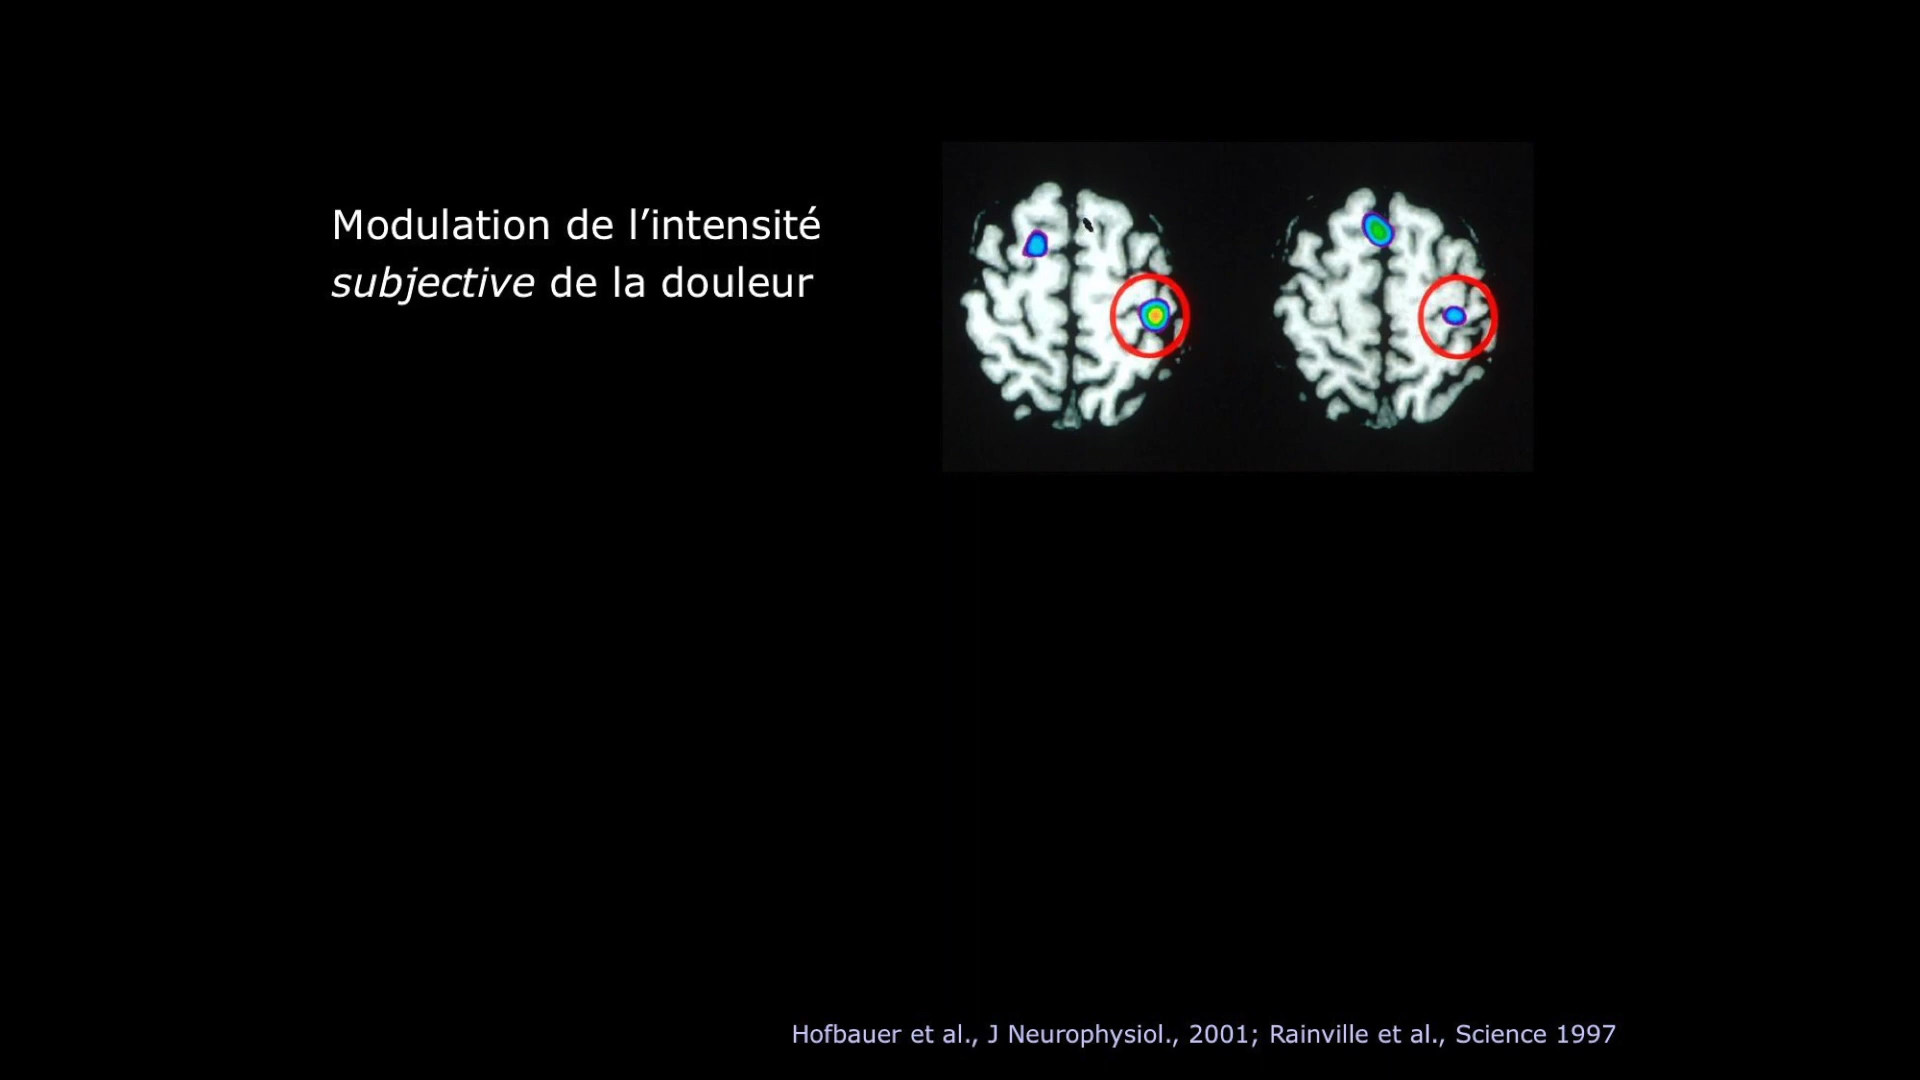 Modulation de l’intensité
subjective de la douleur
Hofbauer et al., J Neurophysiol., 2001; Rainville et al., Science 1997